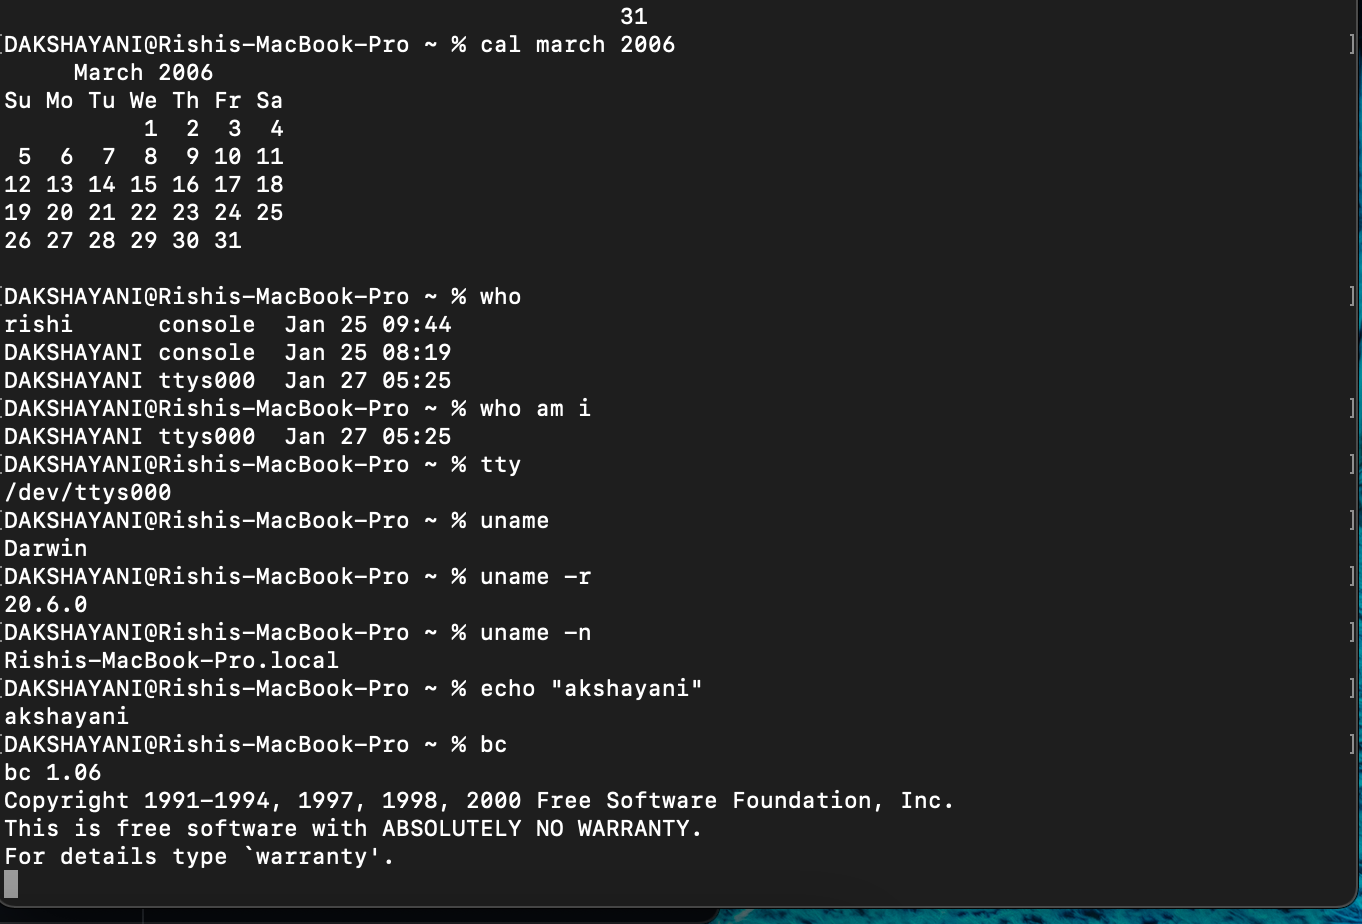 31
[DAKSHAYANI@Rishis-MacBook-Pro ~ % cal march 2006 ]
     March 2006
Su Mo Tu We Th Fr Sa
          1  2  3  4
 5  6  7  8  9 10 11
12 13 14 15 16 17 18
19 20 21 22 23 24 25
26 27 28 29 30 31
[DAKSHAYANI@Rishis-MacBook-Pro ~ % who ]
rishi      console  Jan 25 09:44
DAKSHAYANI console  Jan 25 08:19
DAKSHAYANI ttys000  Jan 27 05:25
[DAKSHAYANI@Rishis-MacBook-Pro ~ % who am i ]
DAKSHAYANI ttys000  Jan 27 05:25
[DAKSHAYANI@Rishis-MacBook-Pro ~ % tty ]
/dev/ttys000
[DAKSHAYANI@Rishis-MacBook-Pro ~ % uname ]
Darwin
[DAKSHAYANI@Rishis-MacBook-Pro ~ % uname -r ]
20.6.0
[DAKSHAYANI@Rishis-MacBook-Pro ~ % uname -n ]
Rishis-MacBook-Pro.local
[DAKSHAYANI@Rishis-MacBook-Pro ~ % echo "akshayani" ]
akshayani
[DAKSHAYANI@Rishis-MacBook-Pro ~ % bc ]
bc 1.06
Copyright 1991-1994, 1997, 1998, 2000 Free Software Foundation, Inc.
This is free software with ABSOLUTELY NO WARRANTY.
For details type `warranty'.